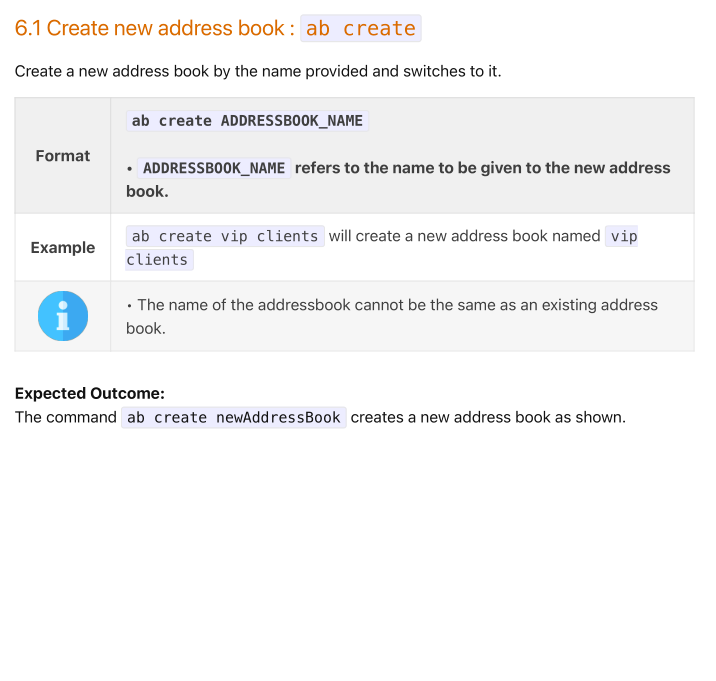 6.1 Create new address book : ab create
Create a new address book by the name provided and switches to it.
ab create ADDRESSBOOK_NAME
Format
• ADDRESSBOOK_NAME refers to the name to be given to the new address
book.
Example
ab create vip clients will create a new address book named vip
clients
• The name of the addressbook cannot be the same as an existing address
book.
Expected Outcome:
The command ab create newAddressBook creates a new address book as shown.